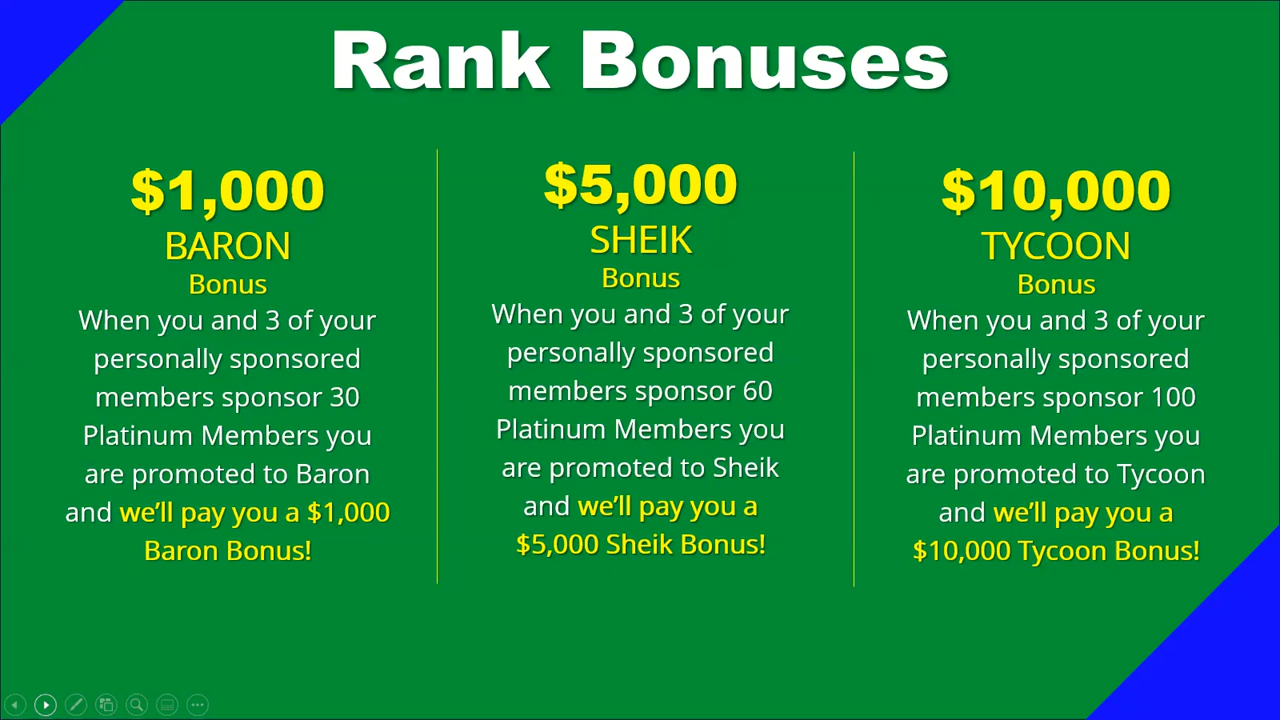 Rank Bonuses
$1,000
BARON
Bonus
When you and 3 of your
personally sponsored
members sponsor 30
Platinum Members you
are promoted to Baron
and we’ll pay you a $1,000
Baron Bonus!
$5,000
SHEIK
Bonus
When you and 3 of your
personally sponsored
members sponsor 60
Platinum Members you
are promoted to Sheik
and we’ll pay you a
$5,000 Sheik Bonus!
$10,000
TYCOON
Bonus
When you and 3 of your
personally sponsored
members sponsor 100
Platinum Members you
are promoted to Tycoon
and we’ll pay you a
$10,000 Tycoon Bonus!